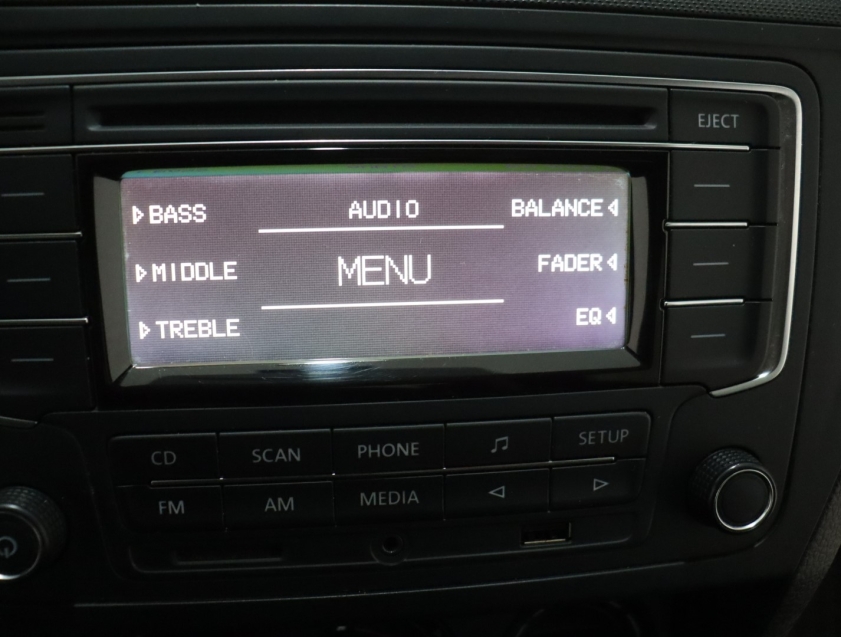 EJECT
BASS AUDIO BALANCE
MIDDLE MENU FADER
TREBLE EQ
CD SCAN PHONE SETUP
FM AM MEDIA